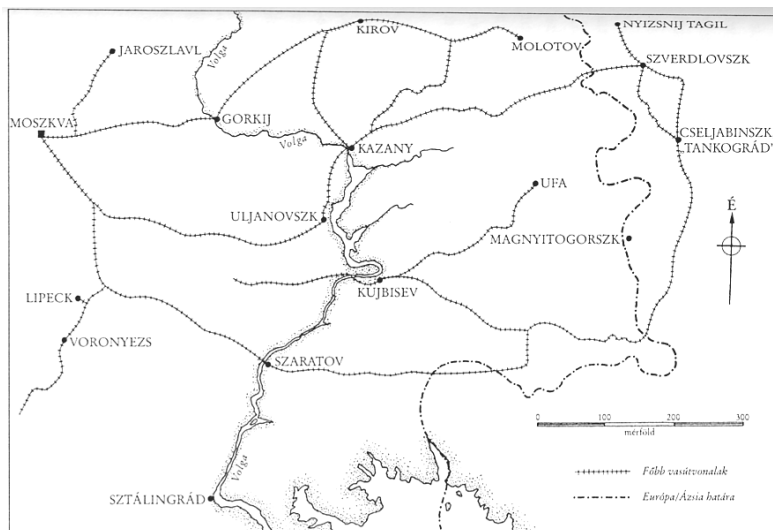 KIROV
NYIZSNIJ TAGIL
MOLOTOV
JAROSZLAVL
Volga
SZVERDLOVSZK
GORKIJ
MOSZKVA
Volga
KAZANY
CSELJABINSZK
„TANKOGRÁD"
UFA
É
ULJANOVSZK
MAGNYITOGORSZK
KUJBISEV
LIPECK
VORONYEZS
SZARATOV
0 100 200 300
mérföld
Volga
Főbb vasútvonalak
Európa/Ázsia határa
SZTÁLINGRÁD